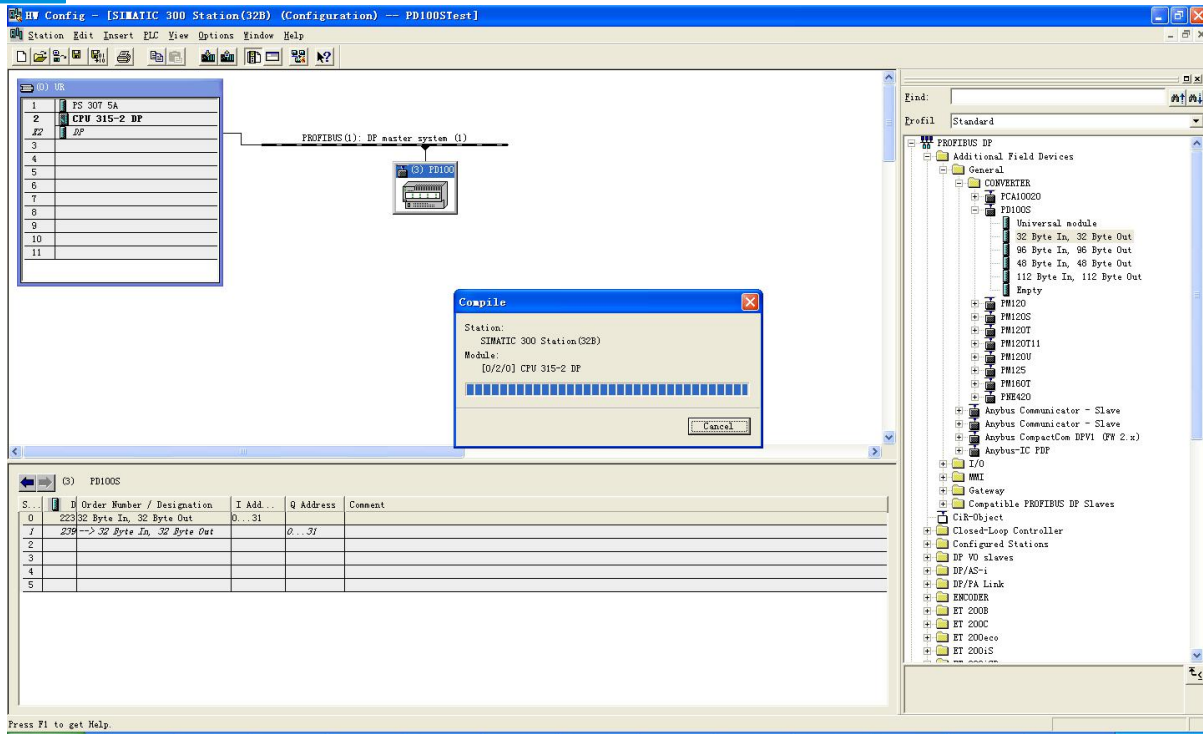 HW Config - [SIMATIC 300 Station(32B) (Configuration) -- PD100STest]
Station Edit Insert PLC View Options Window Help
(0) UR
1 PS 307 5A
2 CPU 315-2 DP
X2 DP
3
4
5
6
7
8
9
10
11
PROFIBUS(1): DP master system (1)
(3) PD100
Compile
Station:
SIMATIC 300 Station(32B)
Module:
[0/2/0] CPU 315-2 DP
Cancel
(3) PD100S
S... D Order Number / Designation I Add... Q Address Comment
0 223 32 Byte In, 32 Byte Out 0...31
1 239 --> 32 Byte In, 32 Byte Out 0...31
2
3
4
5
Press F1 to get Help.
Find:
Profil Standard
PROFIBUS DP
Additional Field Devices
General
CONVERTER
PCA10020
PD100S
Universal module
32 Byte In, 32 Byte Out
96 Byte In, 96 Byte Out
48 Byte In, 48 Byte Out
112 Byte In, 112 Byte Out
Empty
PM120
PM120S
PM120T
PM120T11
PM120U
PM125
PM160T
PNE420
Anybus Communicator - Slave
Anybus Communicator - Slave
Anybus CompactCom DPV1 (FW 2.x)
Anybus-IC PDP
I/O
MMI
Gateway
Compatible PROFIBUS DP Slaves
CiR-Object
Closed-Loop Controller
Configured Stations
DP V0 slaves
DP/AS-i
DP/PA Link
ENCODER
ET 200B
ET 200C
ET 200eco
ET 200iS